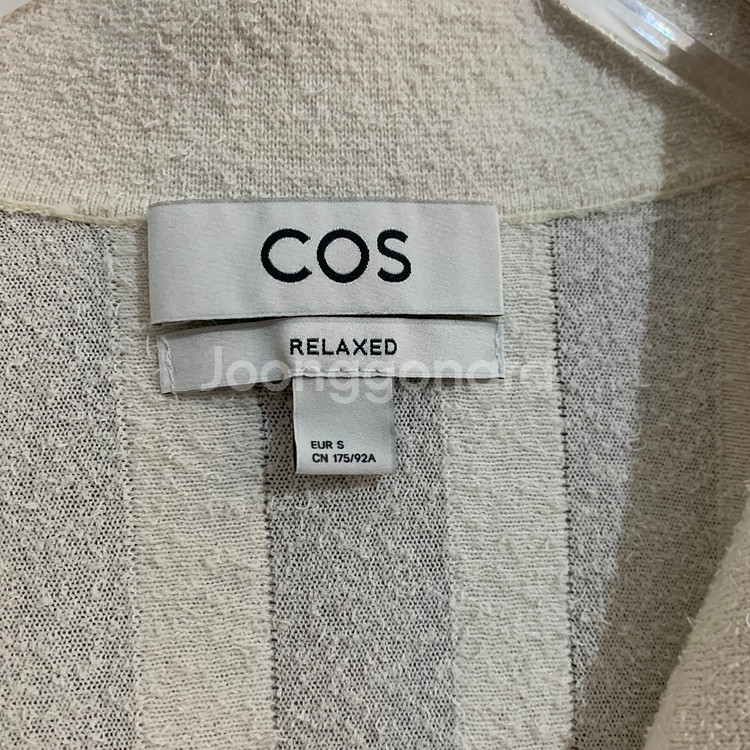 COS
RELAXED
Joonggonara
EUR S
CN 175/92A